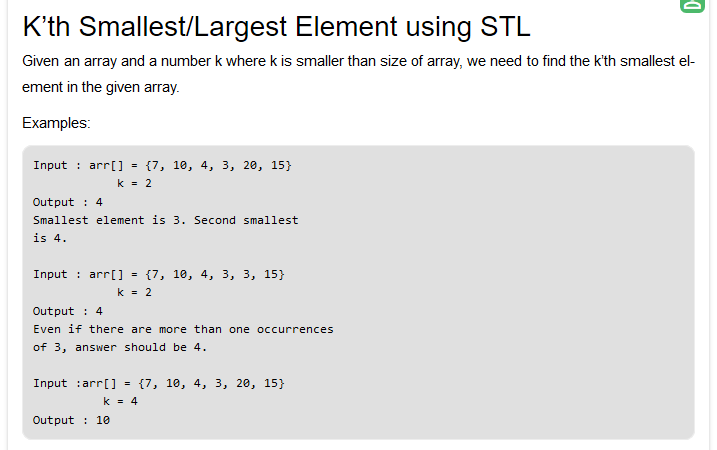 K'th Smallest/Largest Element using STL
Given an array and a number k where k is smaller than size of array, we need to find the k'th smallest el-
ement in the given array.
Examples:
Input : arr[] = {7, 10, 4, 3, 20, 15}
k = 2
Output : 4
Smallest element is 3. Second smallest
is 4.
Input : arr[] = {7, 10, 4, 3, 3, 15}
k = 2
Output : 4
Even if there are more than one occurrences
of 3, answer should be 4.
Input :arr[] = {7, 10, 4, 3, 20, 15}
k = 4
Output : 10